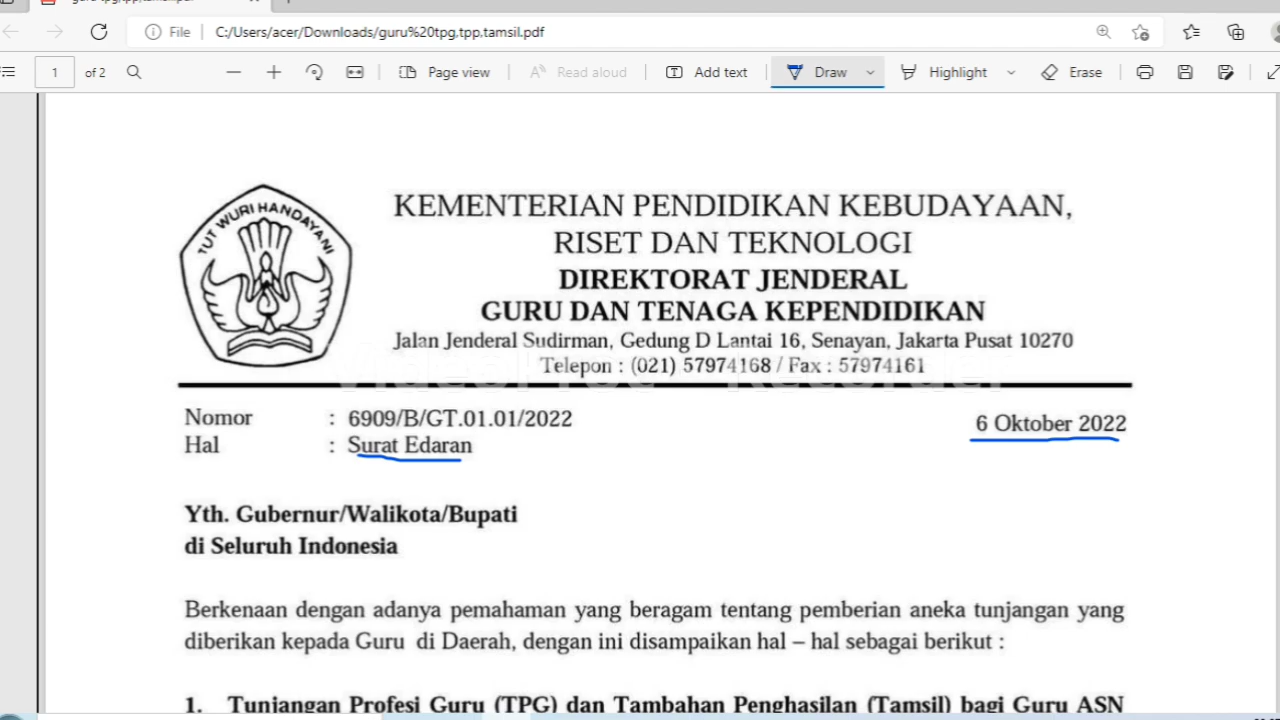 File C:/Users/acer/Downloads/guru%20tpg,tpp,tamsil.pdf
1 of 2 Page view Read aloud Add text Draw Highlight Erase
TUT WURI HANDAYANI
KEMENTERIAN PENDIDIKAN KEBUDAYAAN,
RISET DAN TEKNOLOGI
DIREKTORAT JENDERAL
GURU DAN TENAGA KEPENDIDIKAN
Jalan Jenderal Sudirman, Gedung D Lantai 16, Senayan, Jakarta Pusat 10270
Telepon : (021) 57974168 / Fax : 57974161
Nomor : 6909/B/GT.01.01/2022 6 Oktober 2022
Hal : Surat Edaran
Yth. Gubernur/Walikota/Bupati
di Seluruh Indonesia
Berkenaan dengan adanya pemahaman yang beragam tentang pemberian aneka tunjangan yang
diberikan kepada Guru di Daerah, dengan ini disampaikan hal – hal sebagai berikut :
1. Tunjangan Profesi Guru (TPG) dan Tambahan Penghasilan (Tamsil) bagi Guru ASN